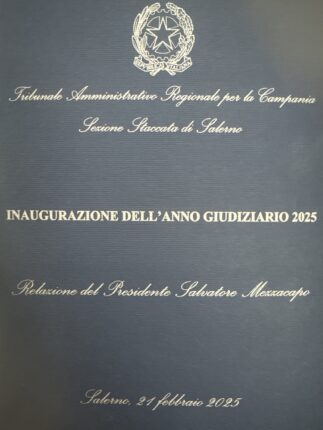 Tribunale Amministrativo Regionale per la Campania
Sezione Staccata di Salerno
INAUGURAZIONE DELL'ANNO GIUDIZIARIO 2025
Relazione del Presidente Salvatore Mezzacapo
Salerno, 21 febbraio 2025